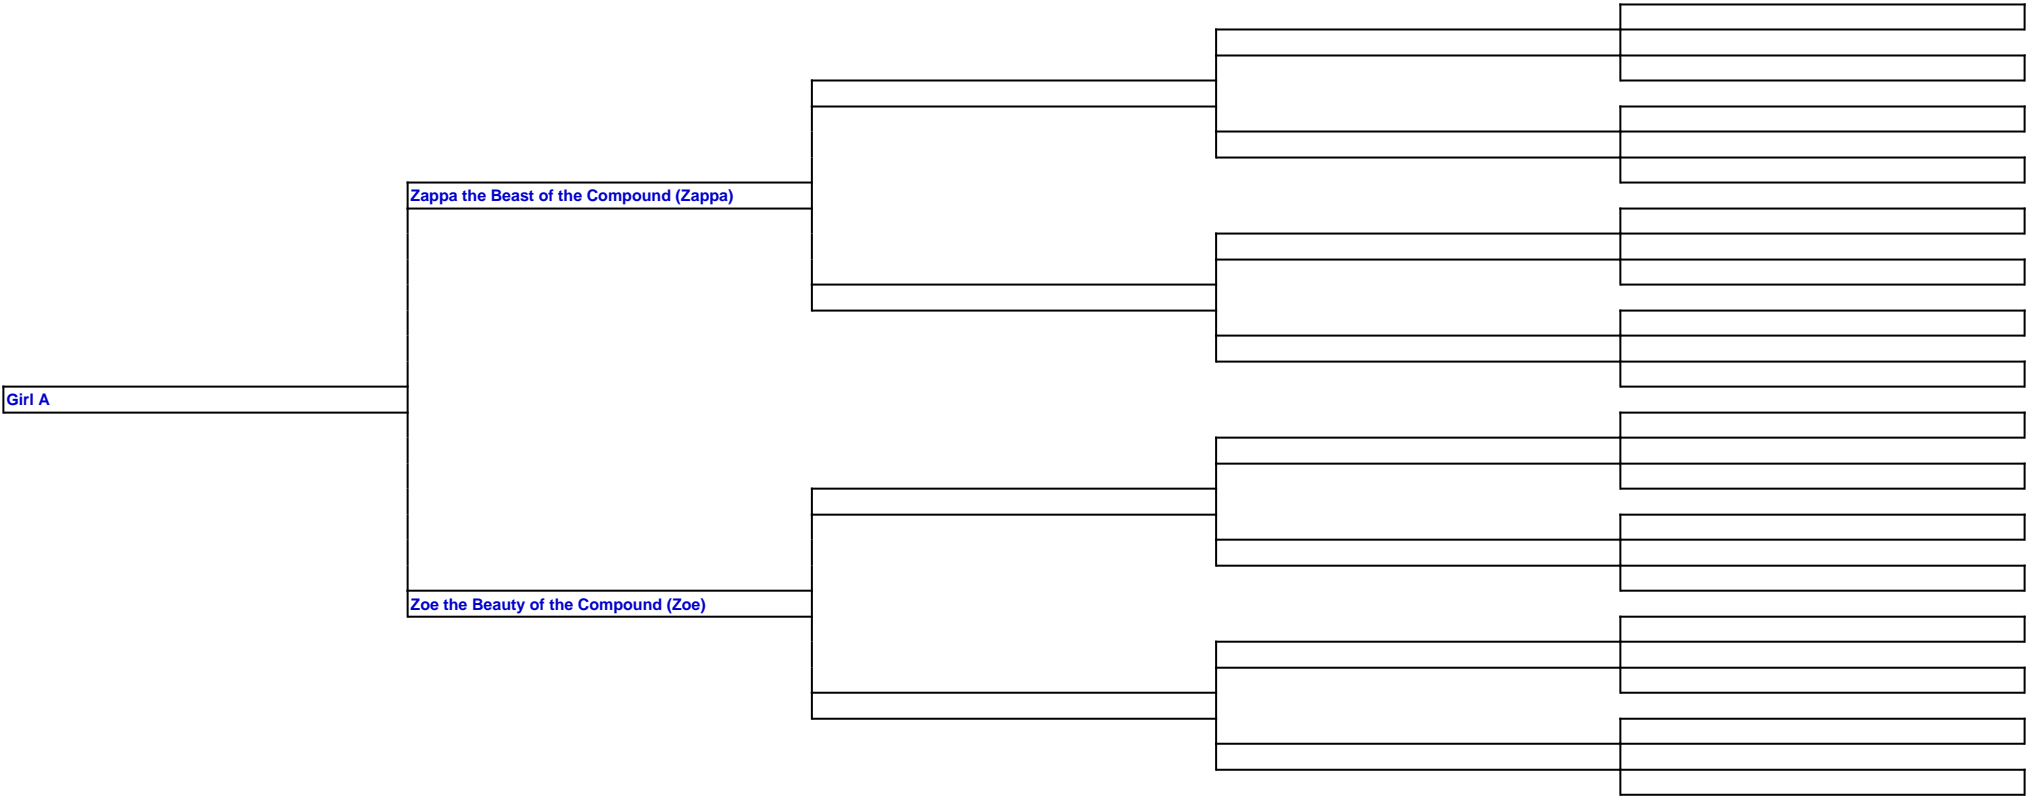 Zappa the Beast of the Compound (Zappa)
Girl A
Zoe the Beauty of the Compound (Zoe)